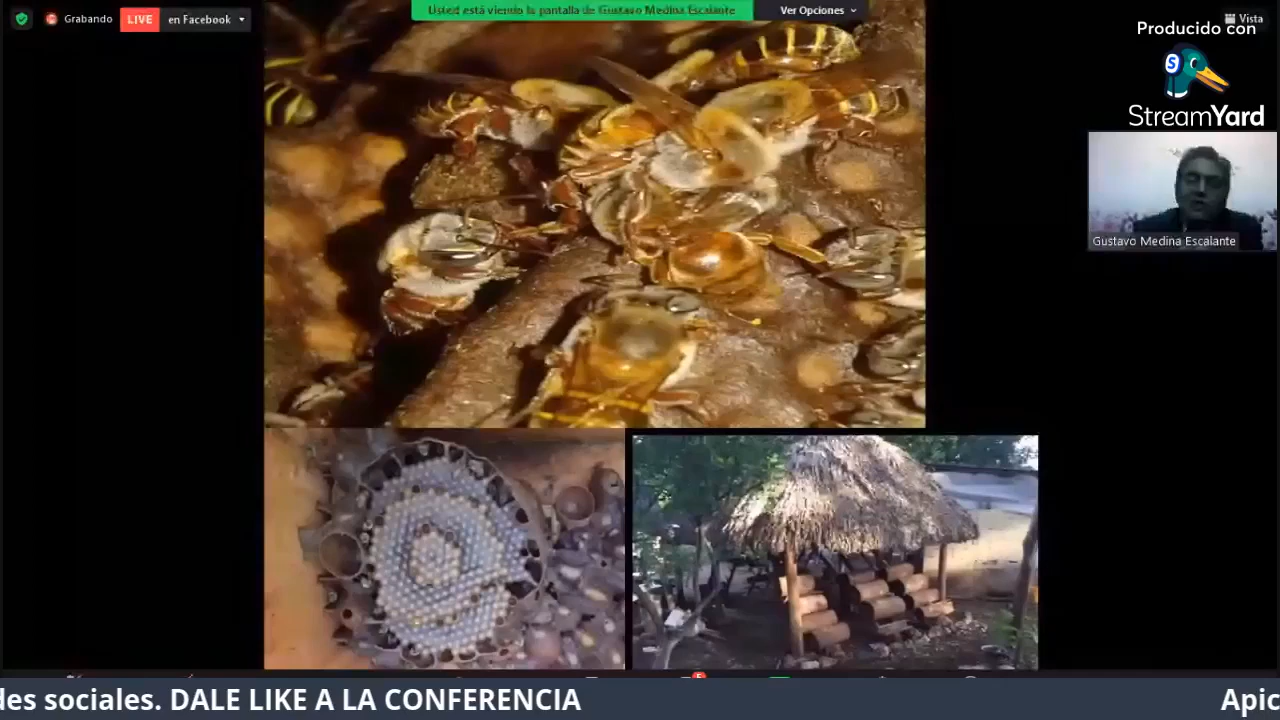 Grabando
LIVE
en Facebook
Usted está viendo la pantalla de Gustavo Medina Escalante
Ver Opciones
Vista
Producido con
S
StreamYard
Gustavo Medina Escalante
des sociales. DALE LIKE A LA CONFERENCIA
Apic